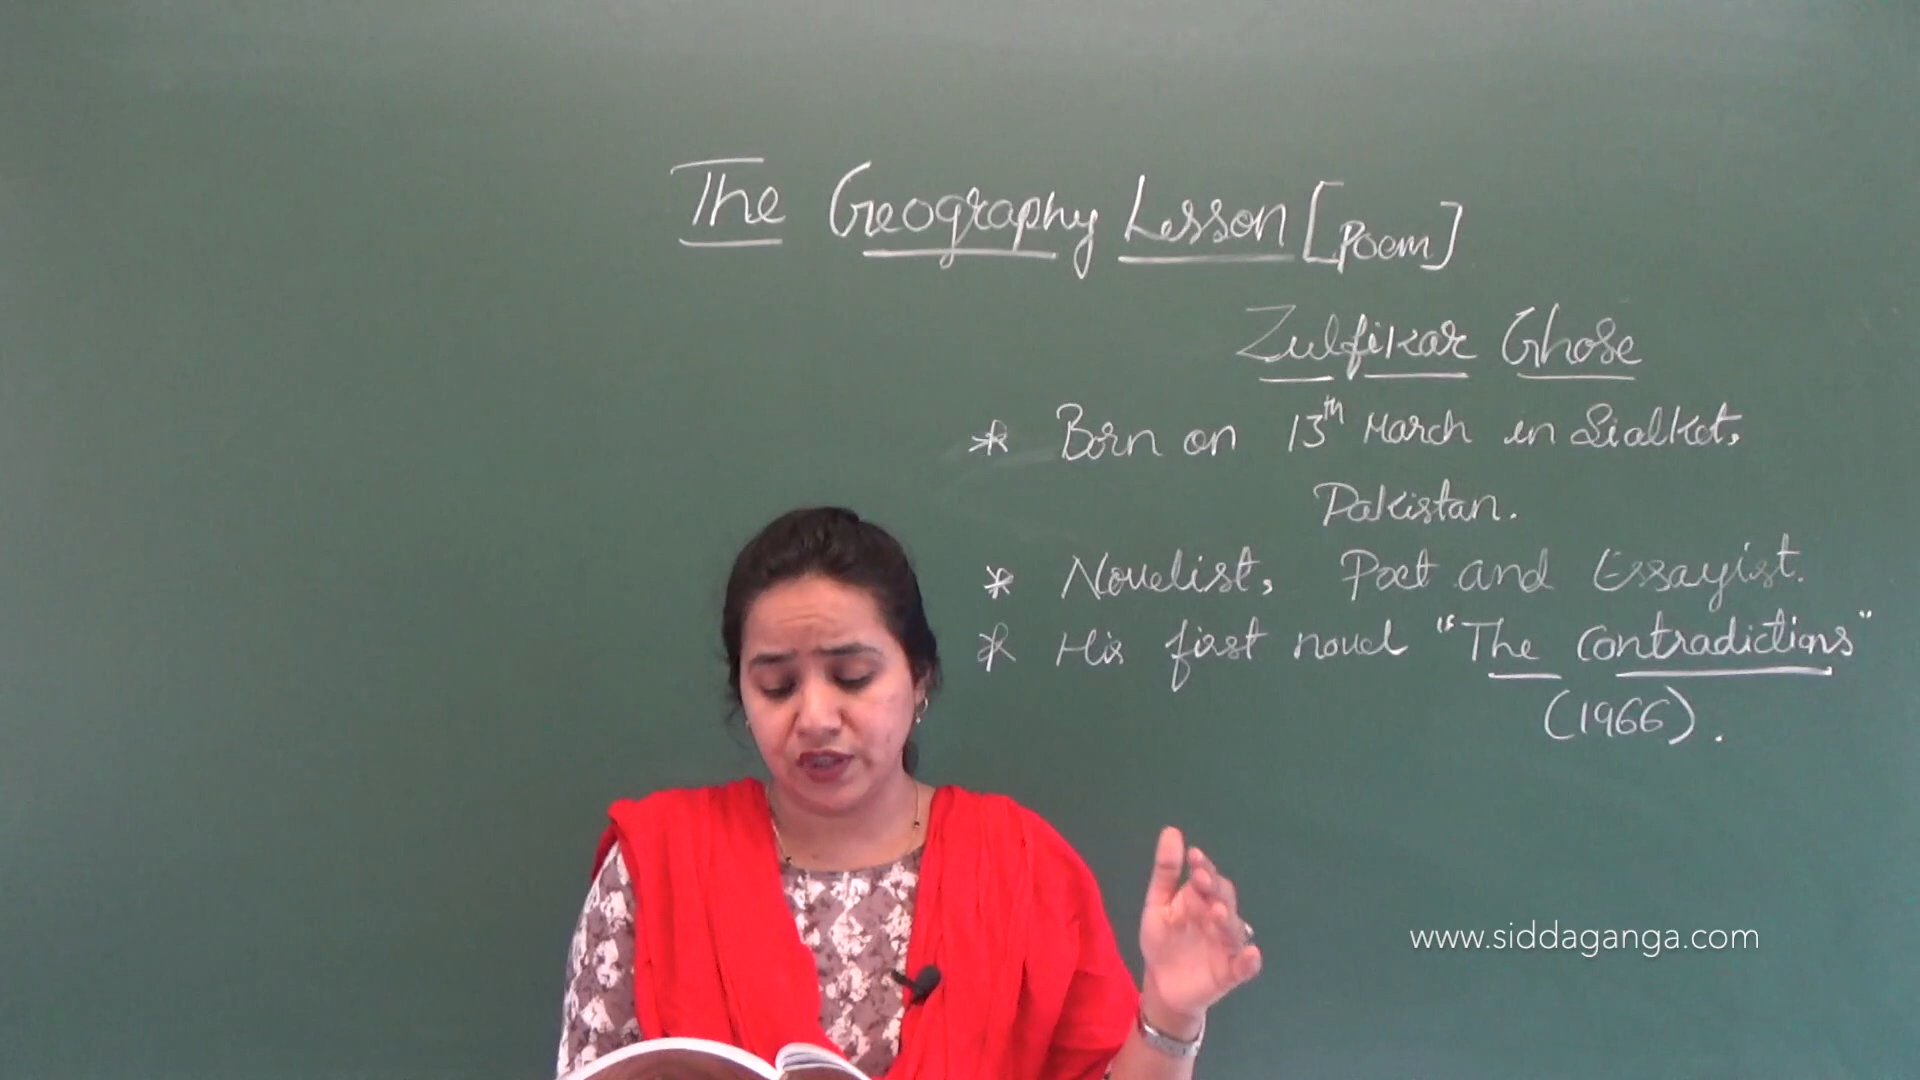 The Geography Lesson [Poem]
Zulfikar Ghose
* Born on 13th March in Sialkot,
Pakistan.
* Novelist, Poet and Essayist.
* His first novel "The contradictions"
(1966).
www.siddaganga.com